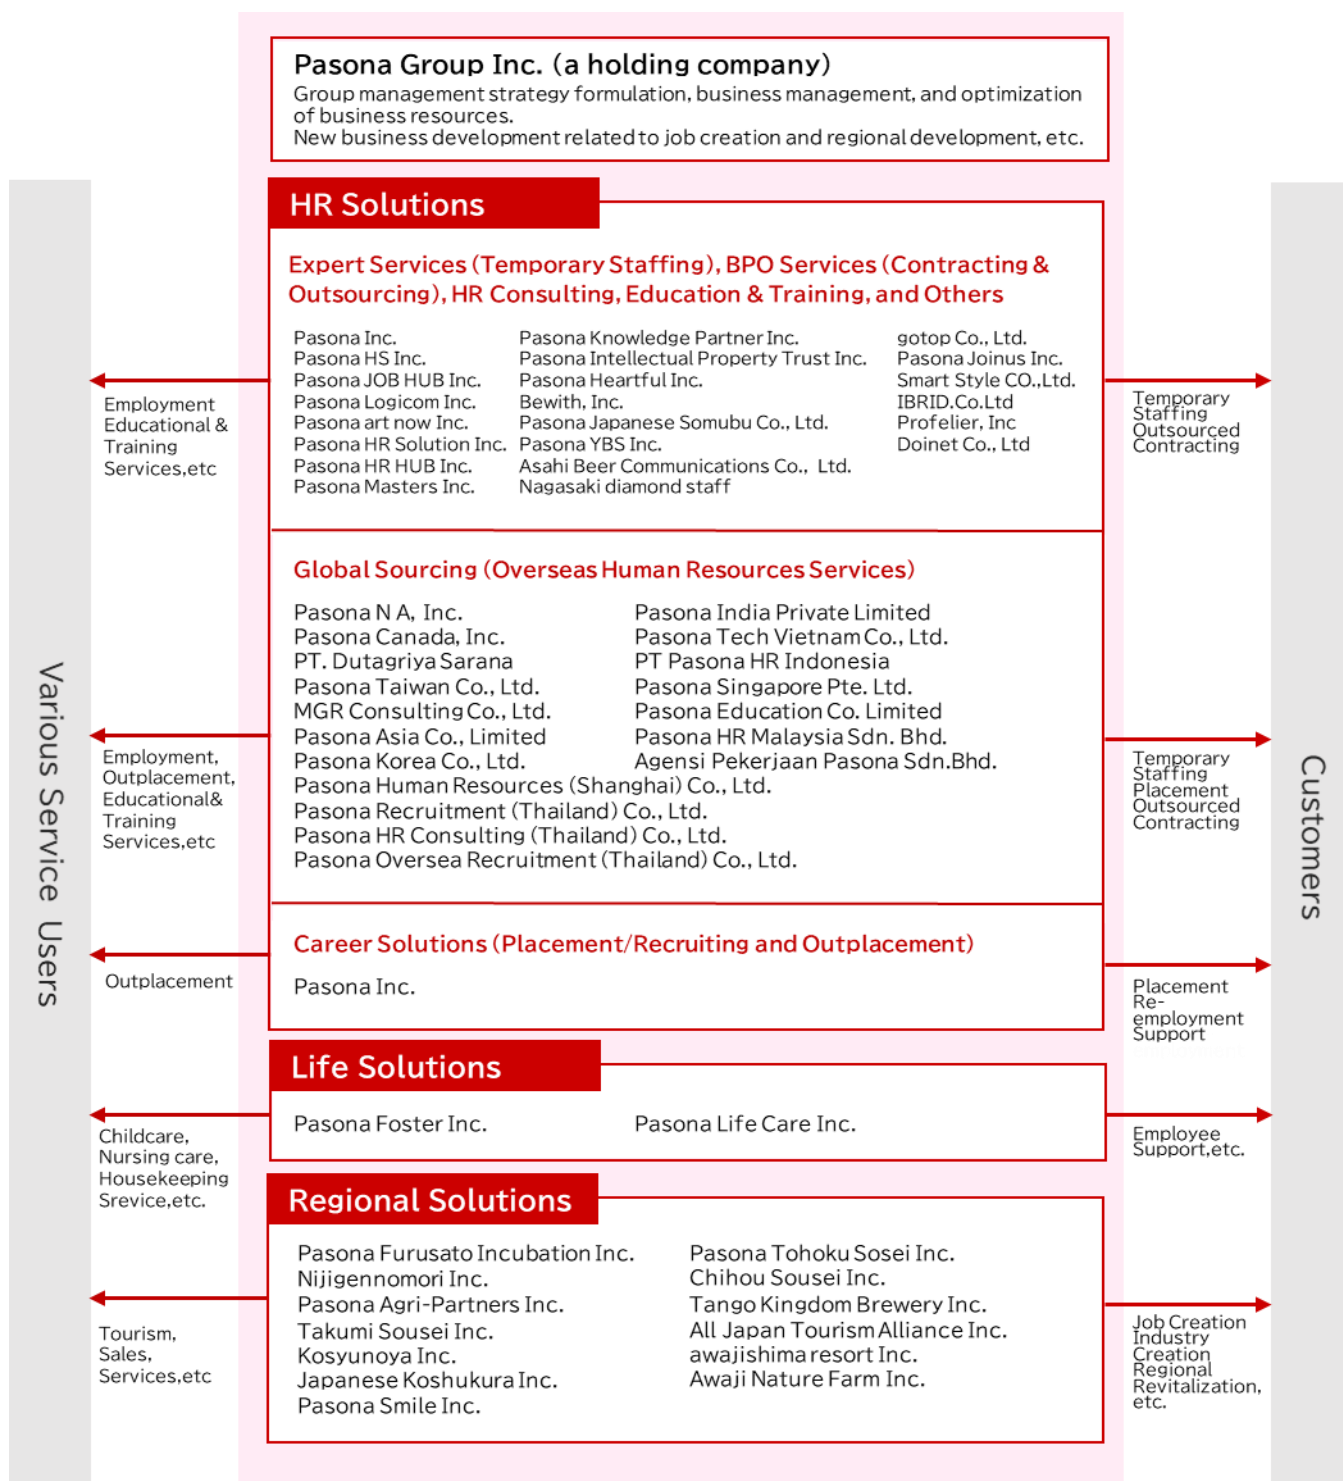 Pasona Group Inc. (a holding company)
Group management strategy formulation, business management, and optimization
of business resources.
New business development related to job creation and regional development, etc.
HR Solutions
Expert Services (Temporary Staffing), BPO Services (Contracting &
Outsourcing), HR Consulting, Education & Training, and Others
Pasona Inc.
Pasona HS Inc.
Pasona JOB HUB Inc.
Pasona Logicom Inc.
Pasona art now Inc.
Pasona HR Solution Inc.
Pasona HR HUB Inc.
Pasona Masters Inc.
Pasona Knowledge Partner Inc.
Pasona Intellectual Property Trust Inc.
Pasona Heartful Inc.
Bewith, Inc.
Pasona Japanese Somubu Co., Ltd.
Pasona YBS Inc.
Asahi Beer Communications Co., Ltd.
Nagasaki diamond staff
gotop Co., Ltd.
Pasona Joinus Inc.
Smart Style CO.,Ltd.
IBRID.Co.Ltd
Profelier, Inc
Doinet Co., Ltd
Employment
Educational &
Training
Services,etc
Temporary
Staffing
Outsourced
Contracting
Global Sourcing (Overseas Human Resources Services)
Pasona N A, Inc.
Pasona Canada, Inc.
PT. Dutagriya Sarana
Pasona Taiwan Co., Ltd.
MGR Consulting Co., Ltd.
Pasona Asia Co., Limited
Pasona Korea Co., Ltd.
Pasona Human Resources (Shanghai) Co., Ltd.
Pasona Recruitment (Thailand) Co., Ltd.
Pasona HR Consulting (Thailand) Co., Ltd.
Pasona Oversea Recruitment (Thailand) Co., Ltd.
Pasona India Private Limited
Pasona Tech Vietnam Co., Ltd.
PT Pasona HR Indonesia
Pasona Singapore Pte. Ltd.
Pasona Education Co. Limited
Pasona HR Malaysia Sdn. Bhd.
Agensi Pekerjaan Pasona Sdn.Bhd.
Employment,
Outplacement,
Educational&
Training
Services,etc
Temporary
Staffing
Placement
Outsourced
Contracting
Various Service Users
Customers
Career Solutions (Placement/Recruiting and Outplacement)
Pasona Inc.
Outplacement
Placement
Re-
employment
Support
Life Solutions
Pasona Foster Inc.
Pasona Life Care Inc.
Childcare,
Nursing care,
Housekeeping
Srevice,etc.
Employee
Support,etc.
Regional Solutions
Pasona Furusato Incubation Inc.
Nijigennomori Inc.
Pasona Agri-Partners Inc.
Takumi Sousei Inc.
Kosyunoya Inc.
Japanese Koshukura Inc.
Pasona Smile Inc.
Pasona Tohoku Sosei Inc.
Chihou Sousei Inc.
Tango Kingdom Brewery Inc.
All Japan Tourism Alliance Inc.
awajishima resort Inc.
Awaji Nature Farm Inc.
Tourism,
Sales,
Services,etc
Job Creation
Industry
Creation
Regional
Revitalization,
etc.